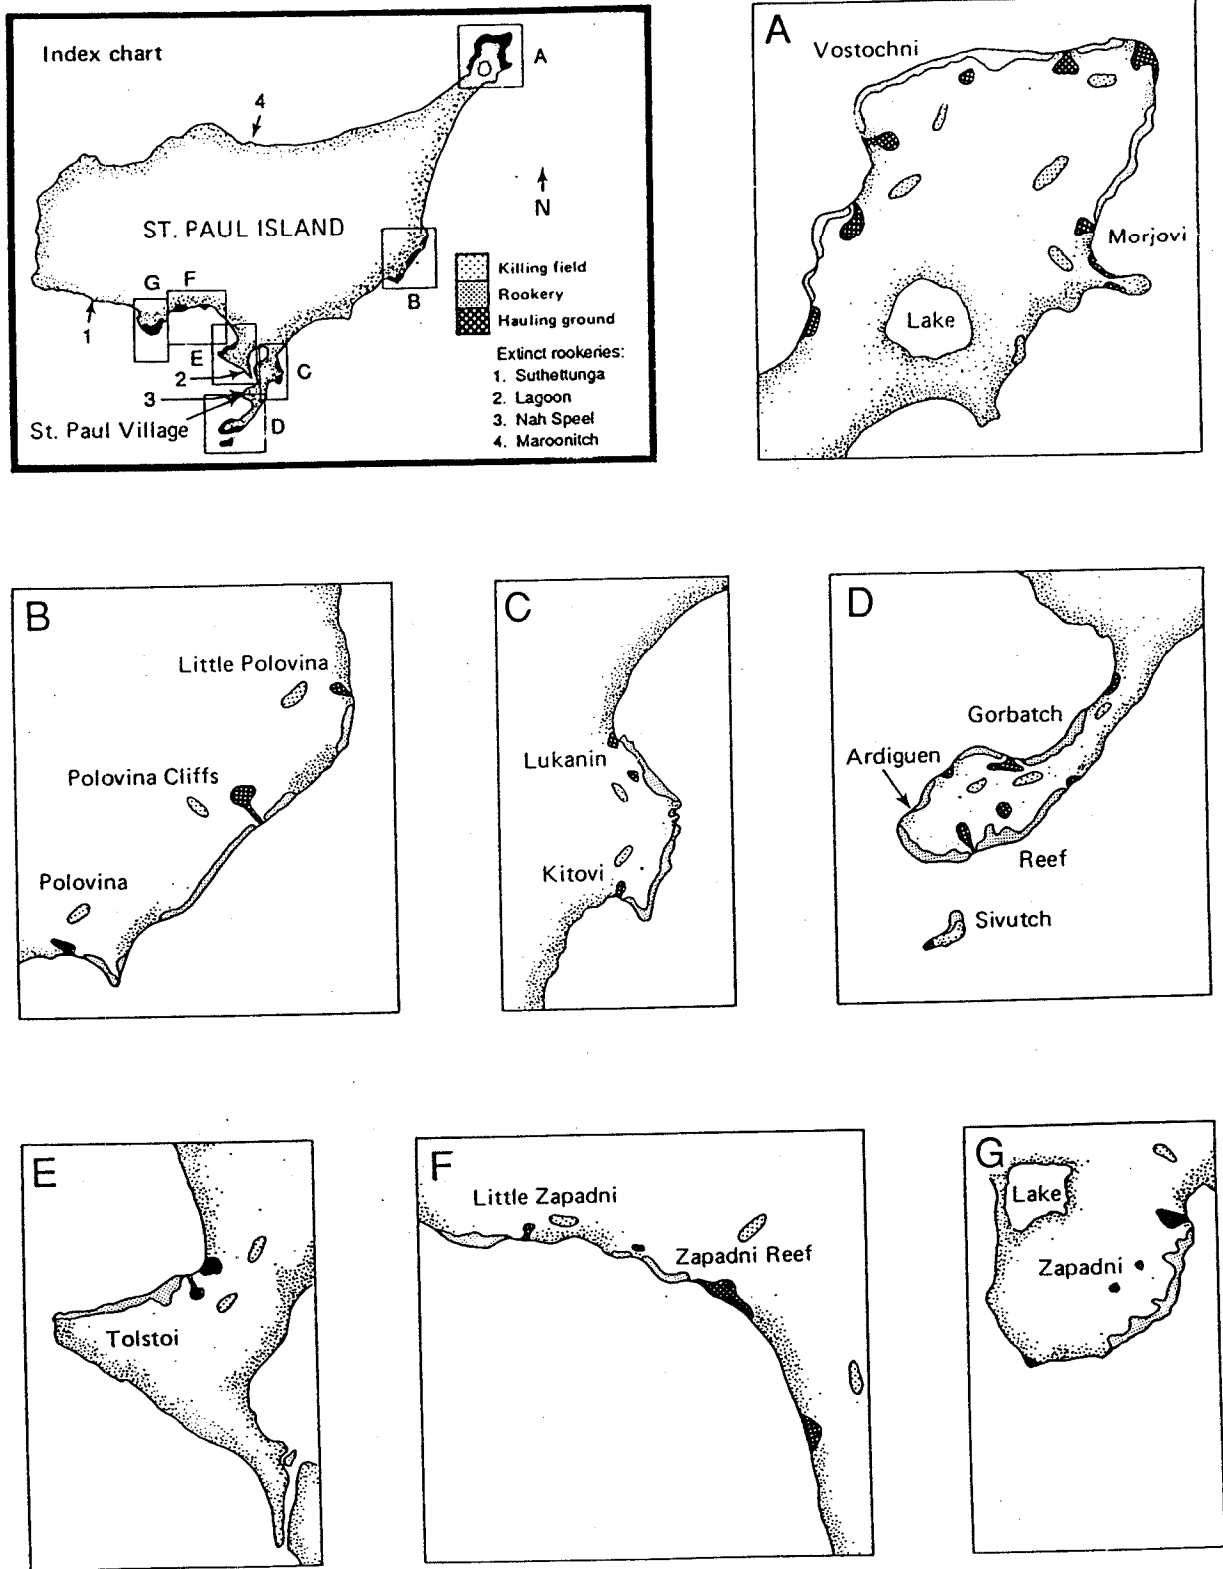 Index chart
A
4
N
ST. PAUL ISLAND
G
F
B
1
E
2
C
3
St. Paul Village
D
Killing field
Rookery
Hauling ground
Extinct rookeries:
1. Suthettunga
2. Lagoon
3. Nah Speel
4. Maroonitch
A
Vostochni
Morjovi
Lake
B
Little Polovina
Polovina Cliffs
Polovina
C
Lukanin
Kitovi
D
Gorbatch
Ardiguen
Reef
Sivutch
E
Tolstoi
F
Little Zapadni
Zapadni Reef
G
Lake
Zapadni